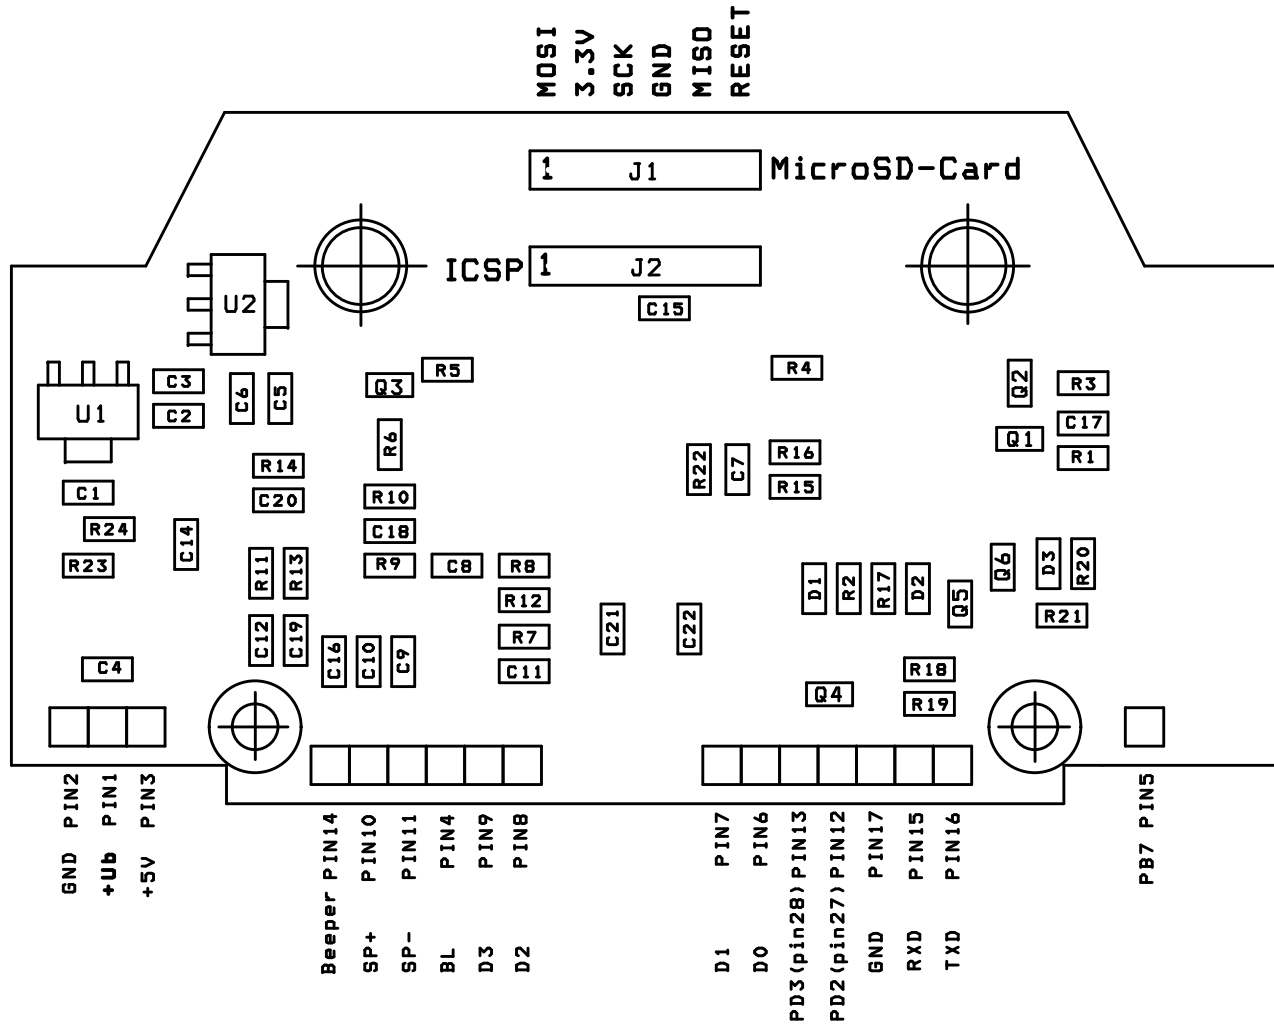 MOSI
3.3V
SCK
GND
MISO
RESET
1 J1 MicroSD-Card
ICSP 1 J2
C15
U2
U1
C3
C2
C6
C5
Q3
R5
R4
Q2
R3
C17
Q1
R1
R6
R14
C20
R10
C18
R9
R22
C7
R16
R15
C1
R24
R23
C14
R11
R13
C8
R8
R12
R7
C11
C12
C19
C16
C10
C9
C21
C22
D1
R2
R17
D2
Q5
Q6
D3
R20
R21
R18
R19
Q4
C4
GND PIN2
+Ub PIN1
+5V PIN3
Beeper PIN14
SP+ PIN10
SP- PIN11
BL PIN4
D3 PIN9
D2 PIN8
D1 PIN7
D0 PIN6
PD3(pin28) PIN13
PD2(pin27) PIN12
GND PIN17
RXD PIN15
TXD PIN16
PB7 PIN5